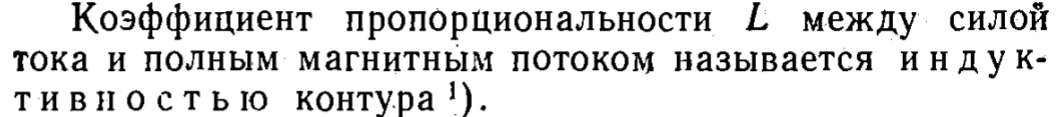 Коэффициент пропорциональности L между силой
тока и полным магнитным потоком называется индук-
тивностью контура ¹).